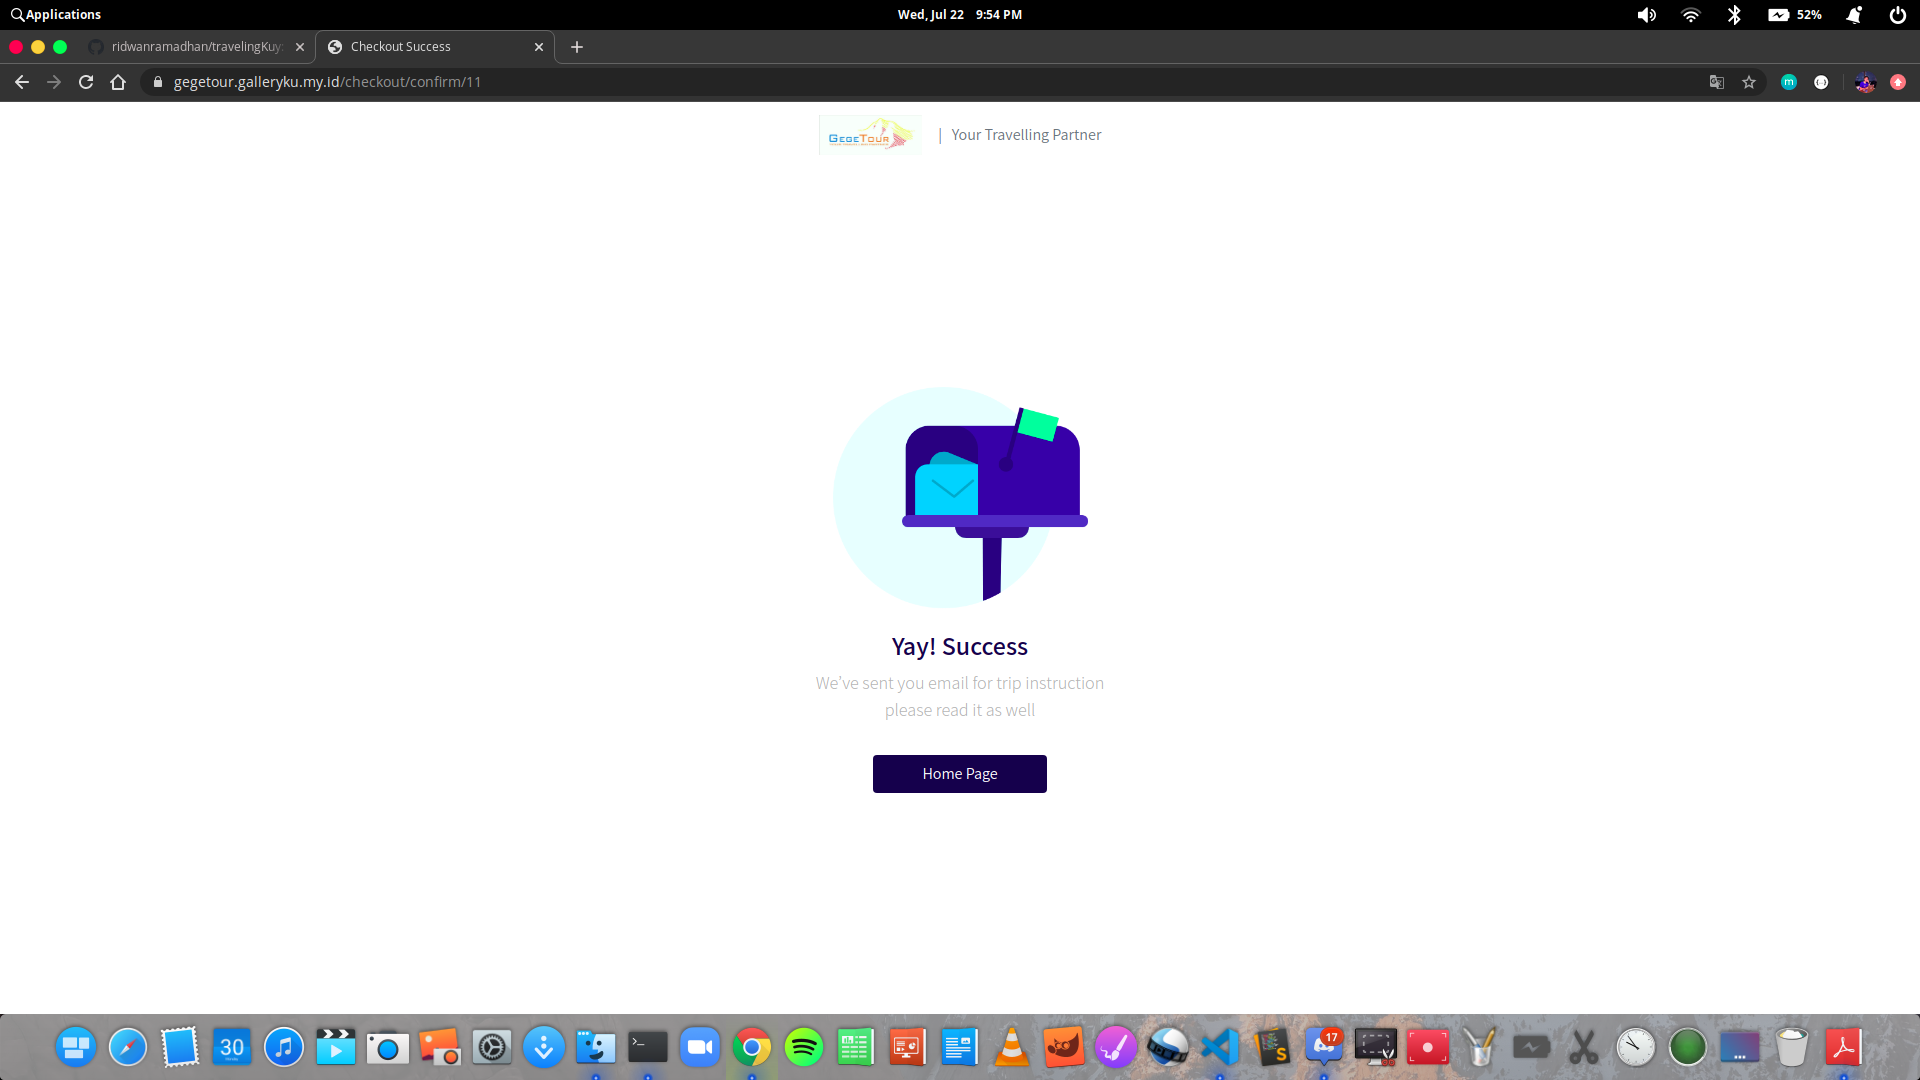 Applications
Wed, Jul 22 9:54 PM
52%
ridwanramadhan/travelingKuy
Checkout Success
gegetour.galleryku.my.id/checkout/confirm/11
m
GEGETOUR
| Your Travelling Partner
Yay! Success
We've sent you email for trip instruction
please read it as well
Home Page
30
>_
S
17